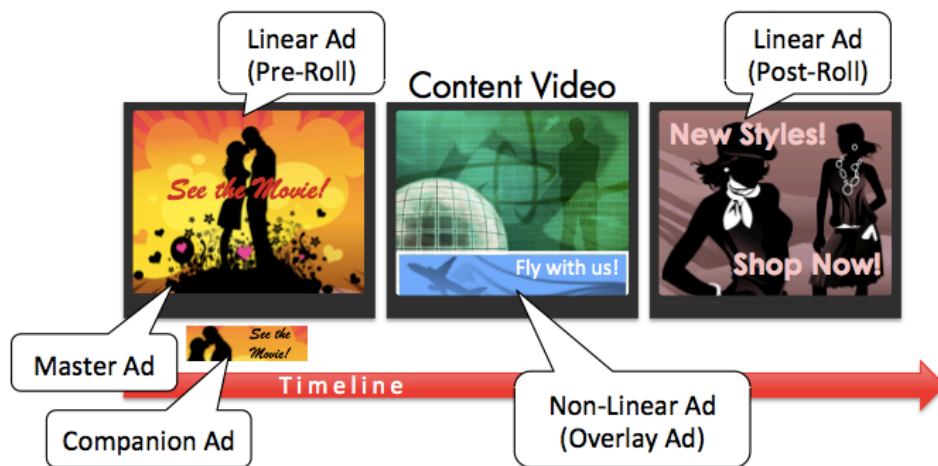 Linear Ad
(Pre-Roll)
Content Video
Linear Ad
(Post-Roll)
See the Movie!
Fly with us!
New Styles!
Shop Now!
Master Ad
See the
Movie!
Timeline
Companion Ad
Non-Linear Ad
(Overlay Ad)